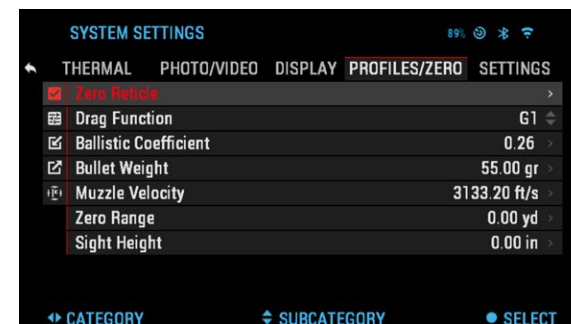 SYSTEM SETTINGS 89%
THERMAL PHOTO/VIDEO DISPLAY PROFILES/ZERO SETTINGS
Zero Reticle
Drag Function G1
Ballistic Coefficient 0.26
Bullet Weight 55.00 gr
Muzzle Velocity 3133.20 ft/s
Zero Range 0.00 yd
Sight Height 0.00 in
CATEGORY SUBCATEGORY SELECT